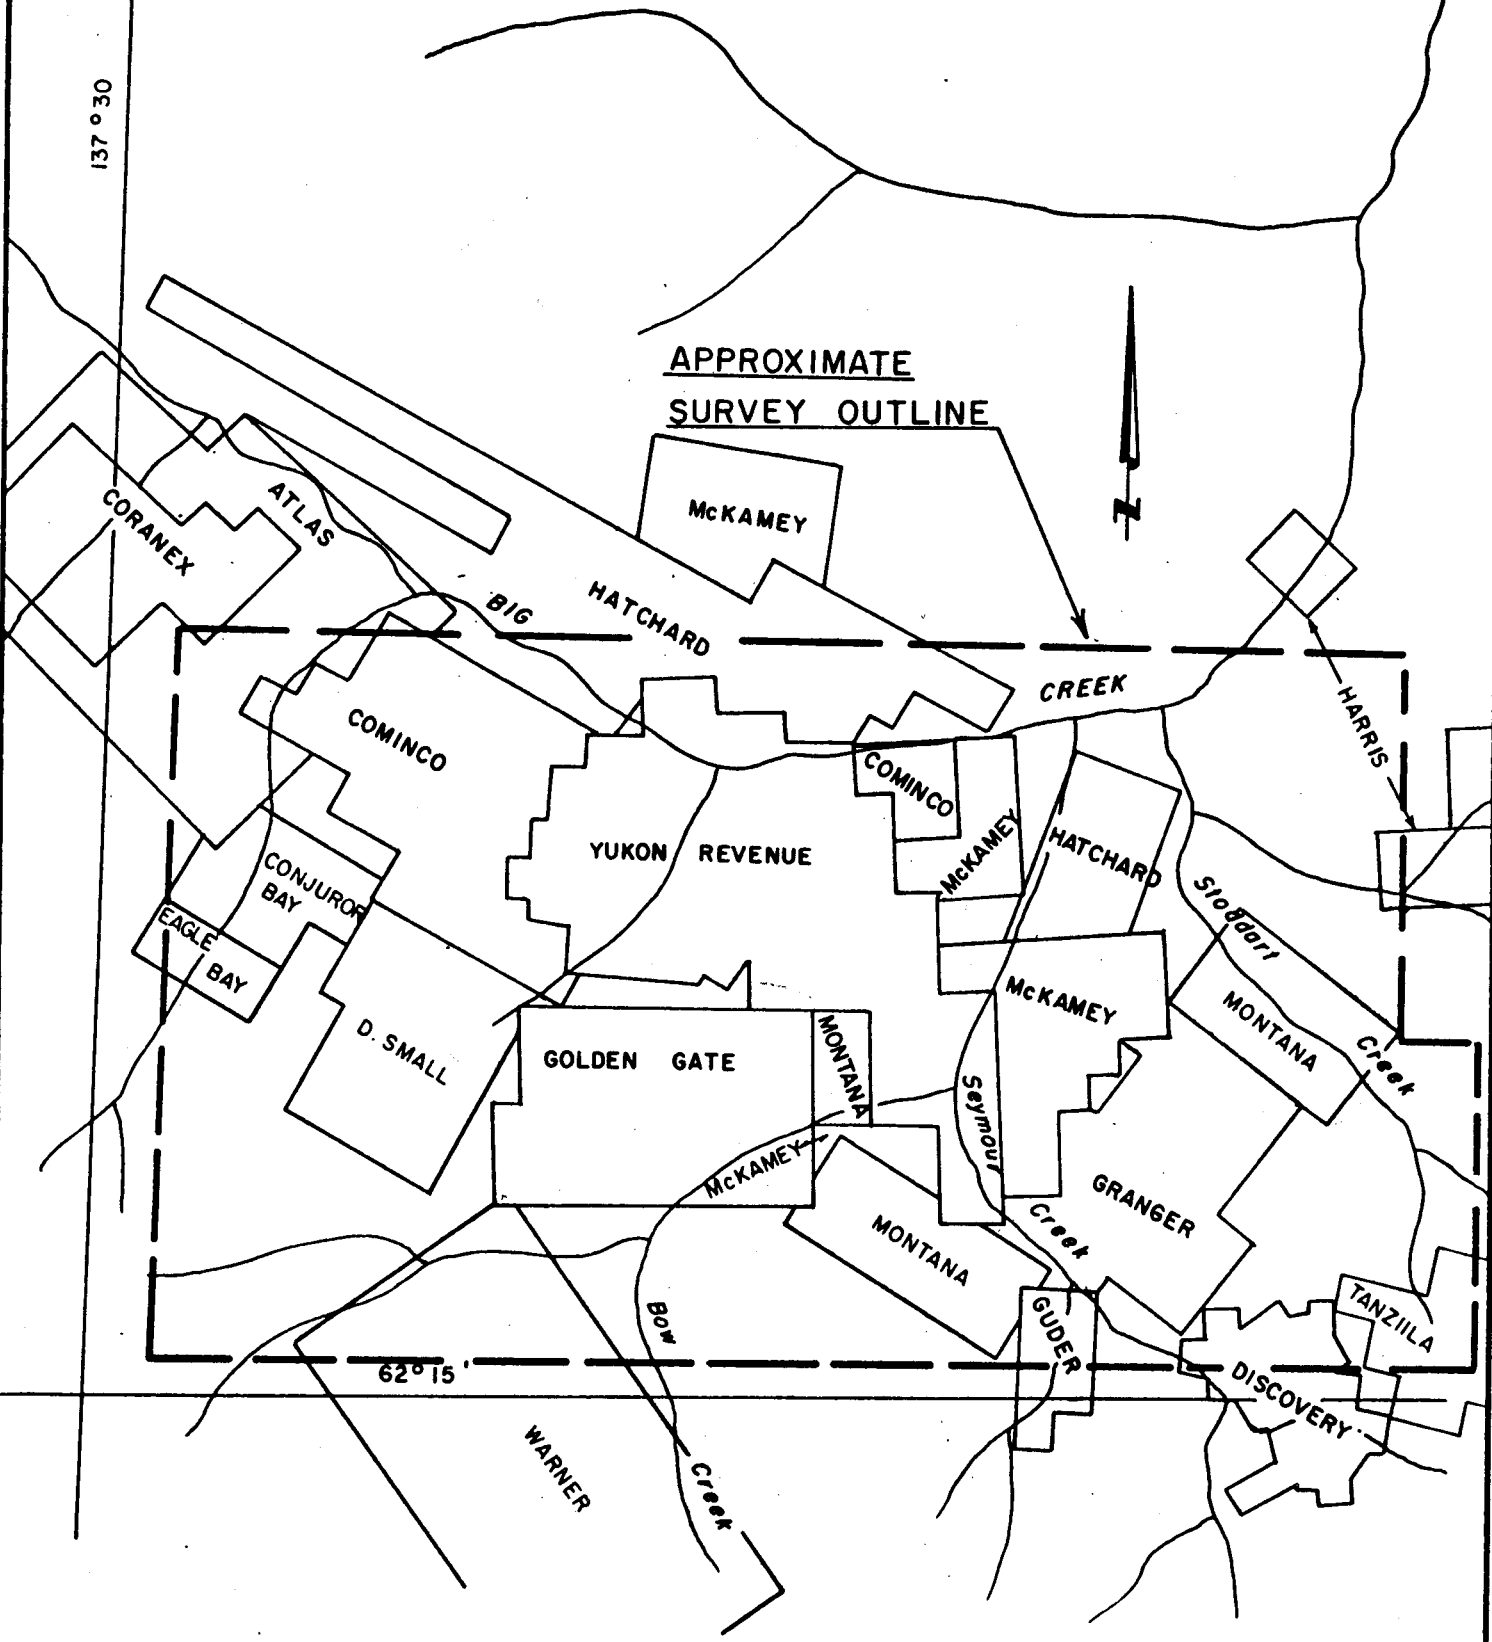 137°30
APPROXIMATE
SURVEY OUTLINE
N
McKAMEY
CORANEX
ATLAS
BIG
HATCHARD
CREEK
HARRIS
COMINCO
COMINCO
McKAMEY
HATCHARD
YUKON REVENUE
CONJUROR
BAY
EAGLE
BAY
Stoddart
Creek
D. SMALL
GOLDEN GATE
MONTANA
McKAMEY
MONTANA
Seymour
Creek
McKAMEY
GRANGER
MONTANA
Bow
Creek
GUDER
TANZIILA
DISCOVERY
62°15'
WARNER